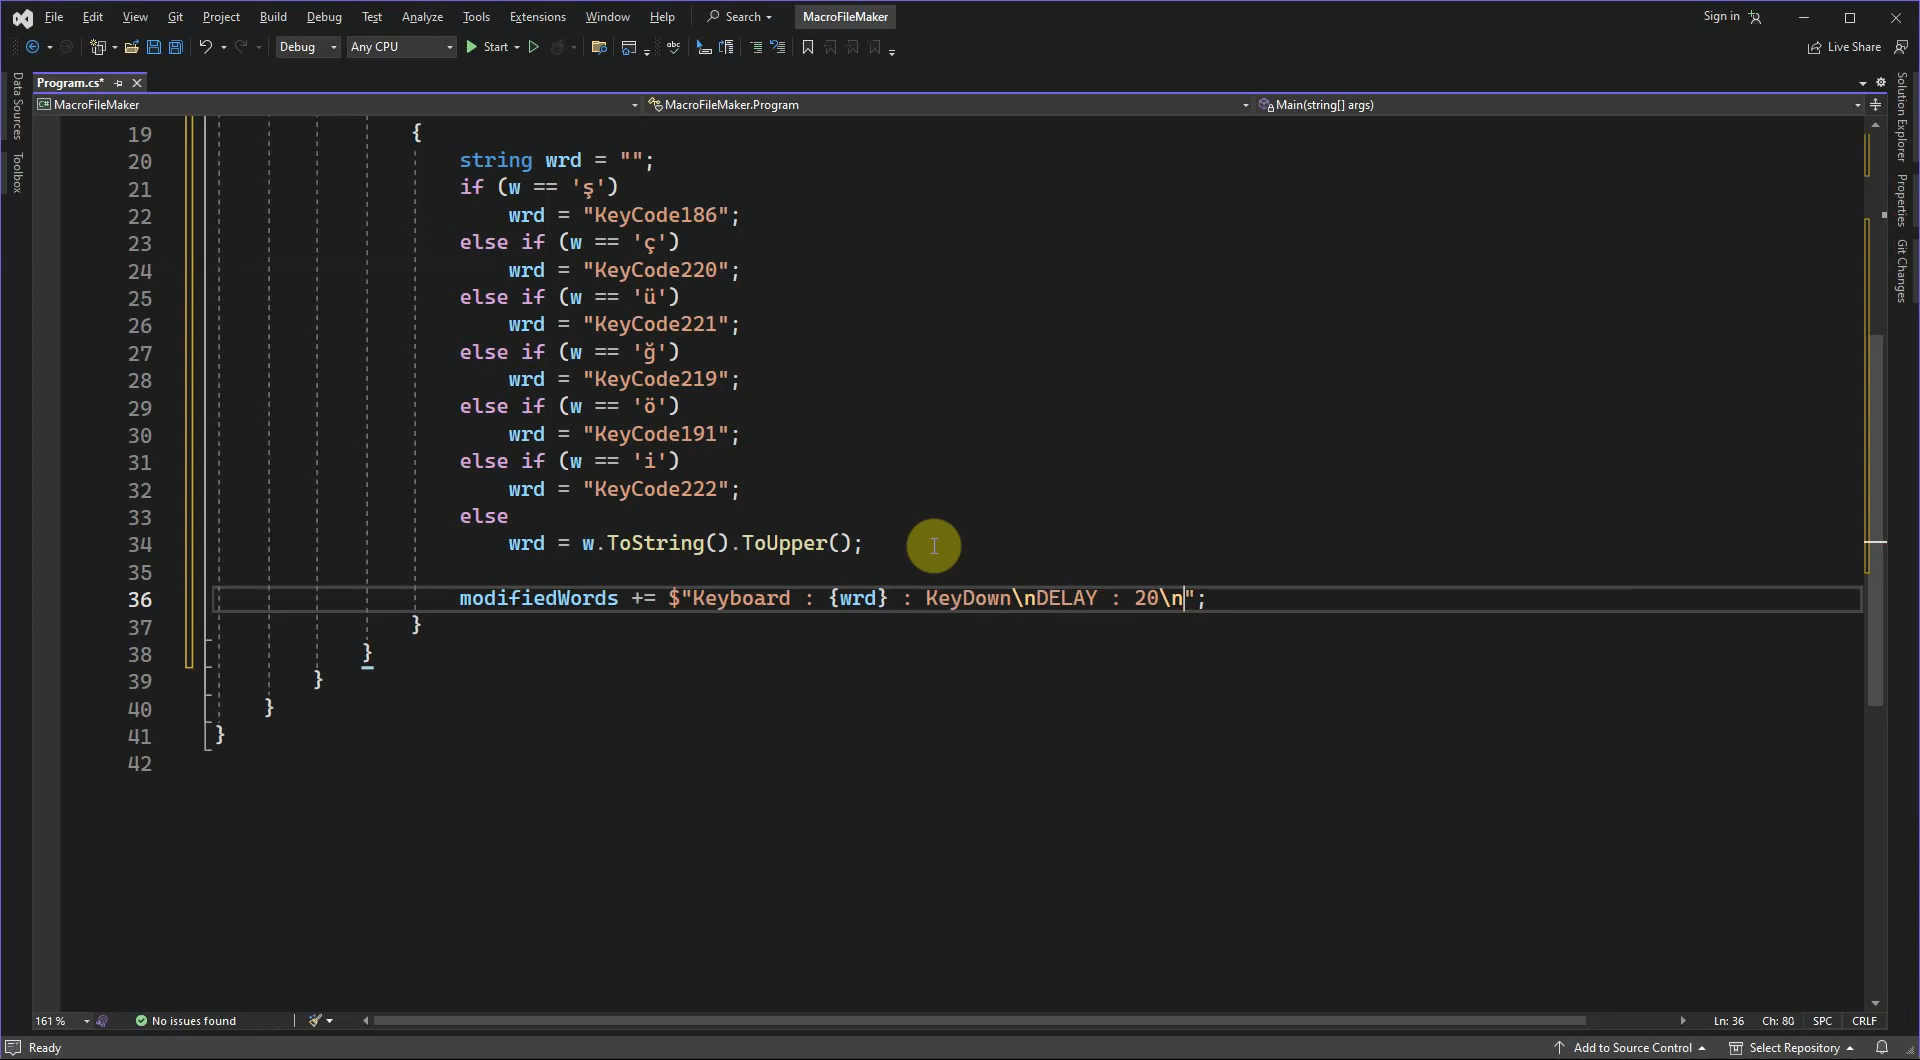 File Edit View Git Project Build Debug Test Analyze Tools Extensions Window Help Search MacroFileMaker Sign in
Debug Any CPU Start abc Live Share
Program.cs*
MacroFileMaker MacroFileMaker.Program Main(string[] args)
Data Sources
Toolbox
Solution Explorer
Properties
Git Changes
19 {
20 string wrd = "";
21 if (w == 'ş')
22 wrd = "KeyCode186";
23 else if (w == 'ç')
24 wrd = "KeyCode220";
25 else if (w == 'ü')
26 wrd = "KeyCode221";
27 else if (w == 'ğ')
28 wrd = "KeyCode219";
29 else if (w == 'ö')
30 wrd = "KeyCode191";
31 else if (w == 'i')
32 wrd = "KeyCode222";
33 else
34 wrd = w.ToString().ToUpper();
35
36 modifiedWords += $"Keyboard : {wrd} : KeyDown\nDELAY : 20\n";
37 }
38 }
39 }
40 }
41 }
42
161 % No issues found Ln: 36 Ch: 80 SPC CRLF
Ready Add to Source Control Select Repository